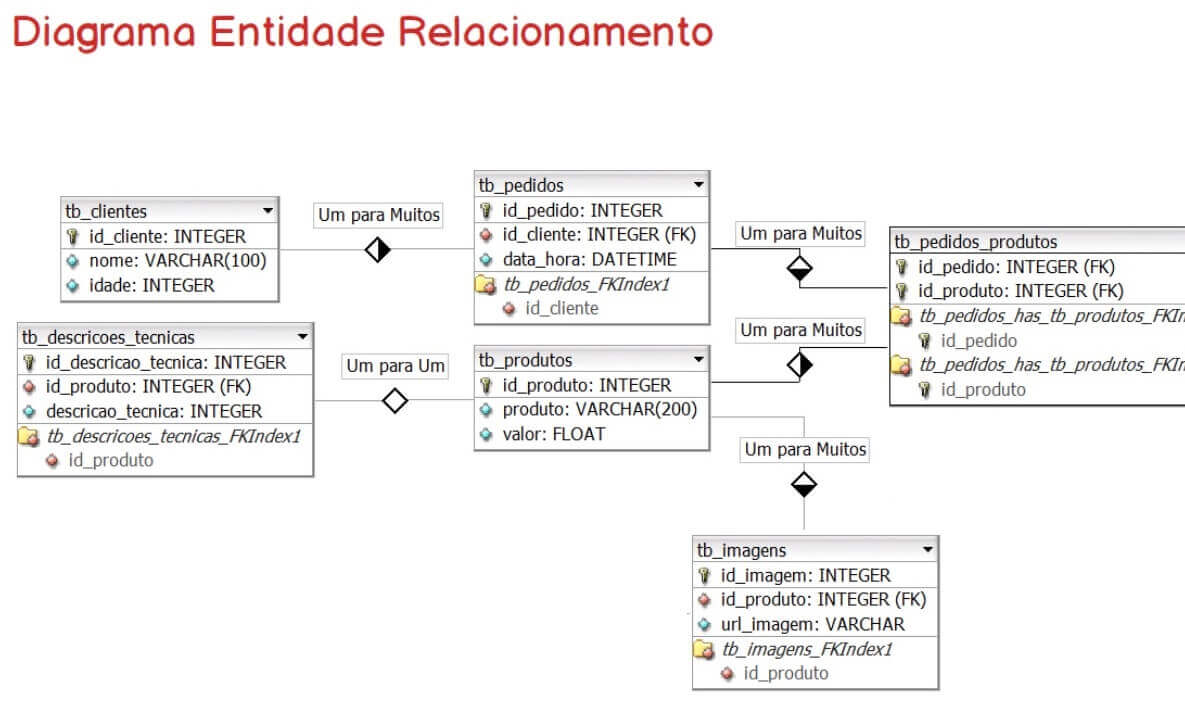 Diagrama Entidade Relacionamento
tb_clientes
id_cliente: INTEGER
nome: VARCHAR(100)
idade: INTEGER
Um para Muitos
tb_pedidos
id_pedido: INTEGER
id_cliente: INTEGER (FK)
data_hora: DATETIME
tb_pedidos_FKIndex1
id_cliente
Um para Muitos
tb_pedidos_produtos
id_pedido: INTEGER (FK)
id_produto: INTEGER (FK)
tb_pedidos_has_tb_produtos_FKIn
id_pedido
tb_pedidos_has_tb_produtos_FKIn
id_produto
tb_descricoes_tecnicas
id_descricao_tecnica: INTEGER
id_produto: INTEGER (FK)
descricao_tecnica: INTEGER
tb_descricoes_tecnicas_FKIndex1
id_produto
Um para Um
tb_produtos
id_produto: INTEGER
produto: VARCHAR(200)
valor: FLOAT
Um para Muitos
Um para Muitos
tb_imagens
id_imagem: INTEGER
id_produto: INTEGER (FK)
url_imagem: VARCHAR
tb_imagens_FKIndex1
id_produto